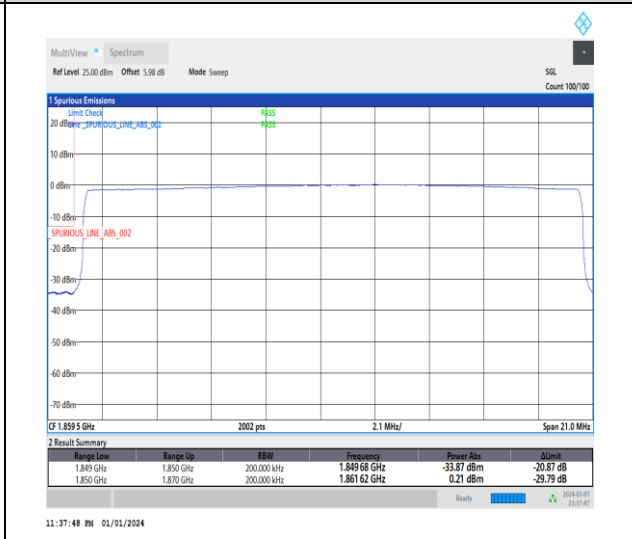 MultiView Spectrum
Ref Level 25.00 dBm Offset 5.98 dB Mode Sweep SGL
Count 100/100
1 Spurious Emissions
Limit Check PASS
20 dBm
_SPURIOUS_LINE_ABS_002 PASS
10 dBm
0 dBm
-10 dBm
_SPURIOUS_LINE_ABS_002
-20 dBm
-30 dBm
-40 dBm
-50 dBm
-60 dBm
-70 dBm
CF 1.859 5 GHz 2002 pts 2.1 MHz/ Span 21.0 MHz
2 Result Summary
Range Low Range Up RBW Frequency Power Abs ΔLimit
1.849 GHz 1.850 GHz 200.000 kHz 1.849 68 GHz -33.87 dBm -20.87 dB
1.850 GHz 1.870 GHz 200.000 kHz 1.861 62 GHz 0.21 dBm -29.79 dB
Ready 2024-01-01
23:37:47
11:37:48 PM 01/01/2024